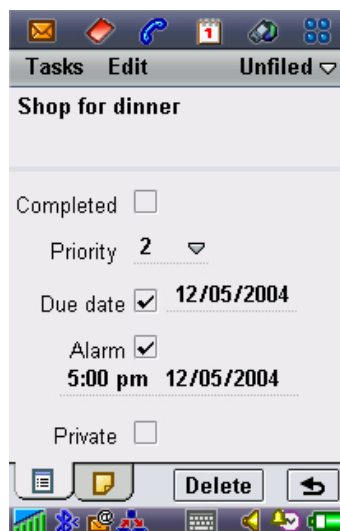 1
Tasks Edit Unfiled
Shop for dinner
Completed
Priority 2
Due date 12/05/2004
Alarm
5:00 pm 12/05/2004
Private
Delete